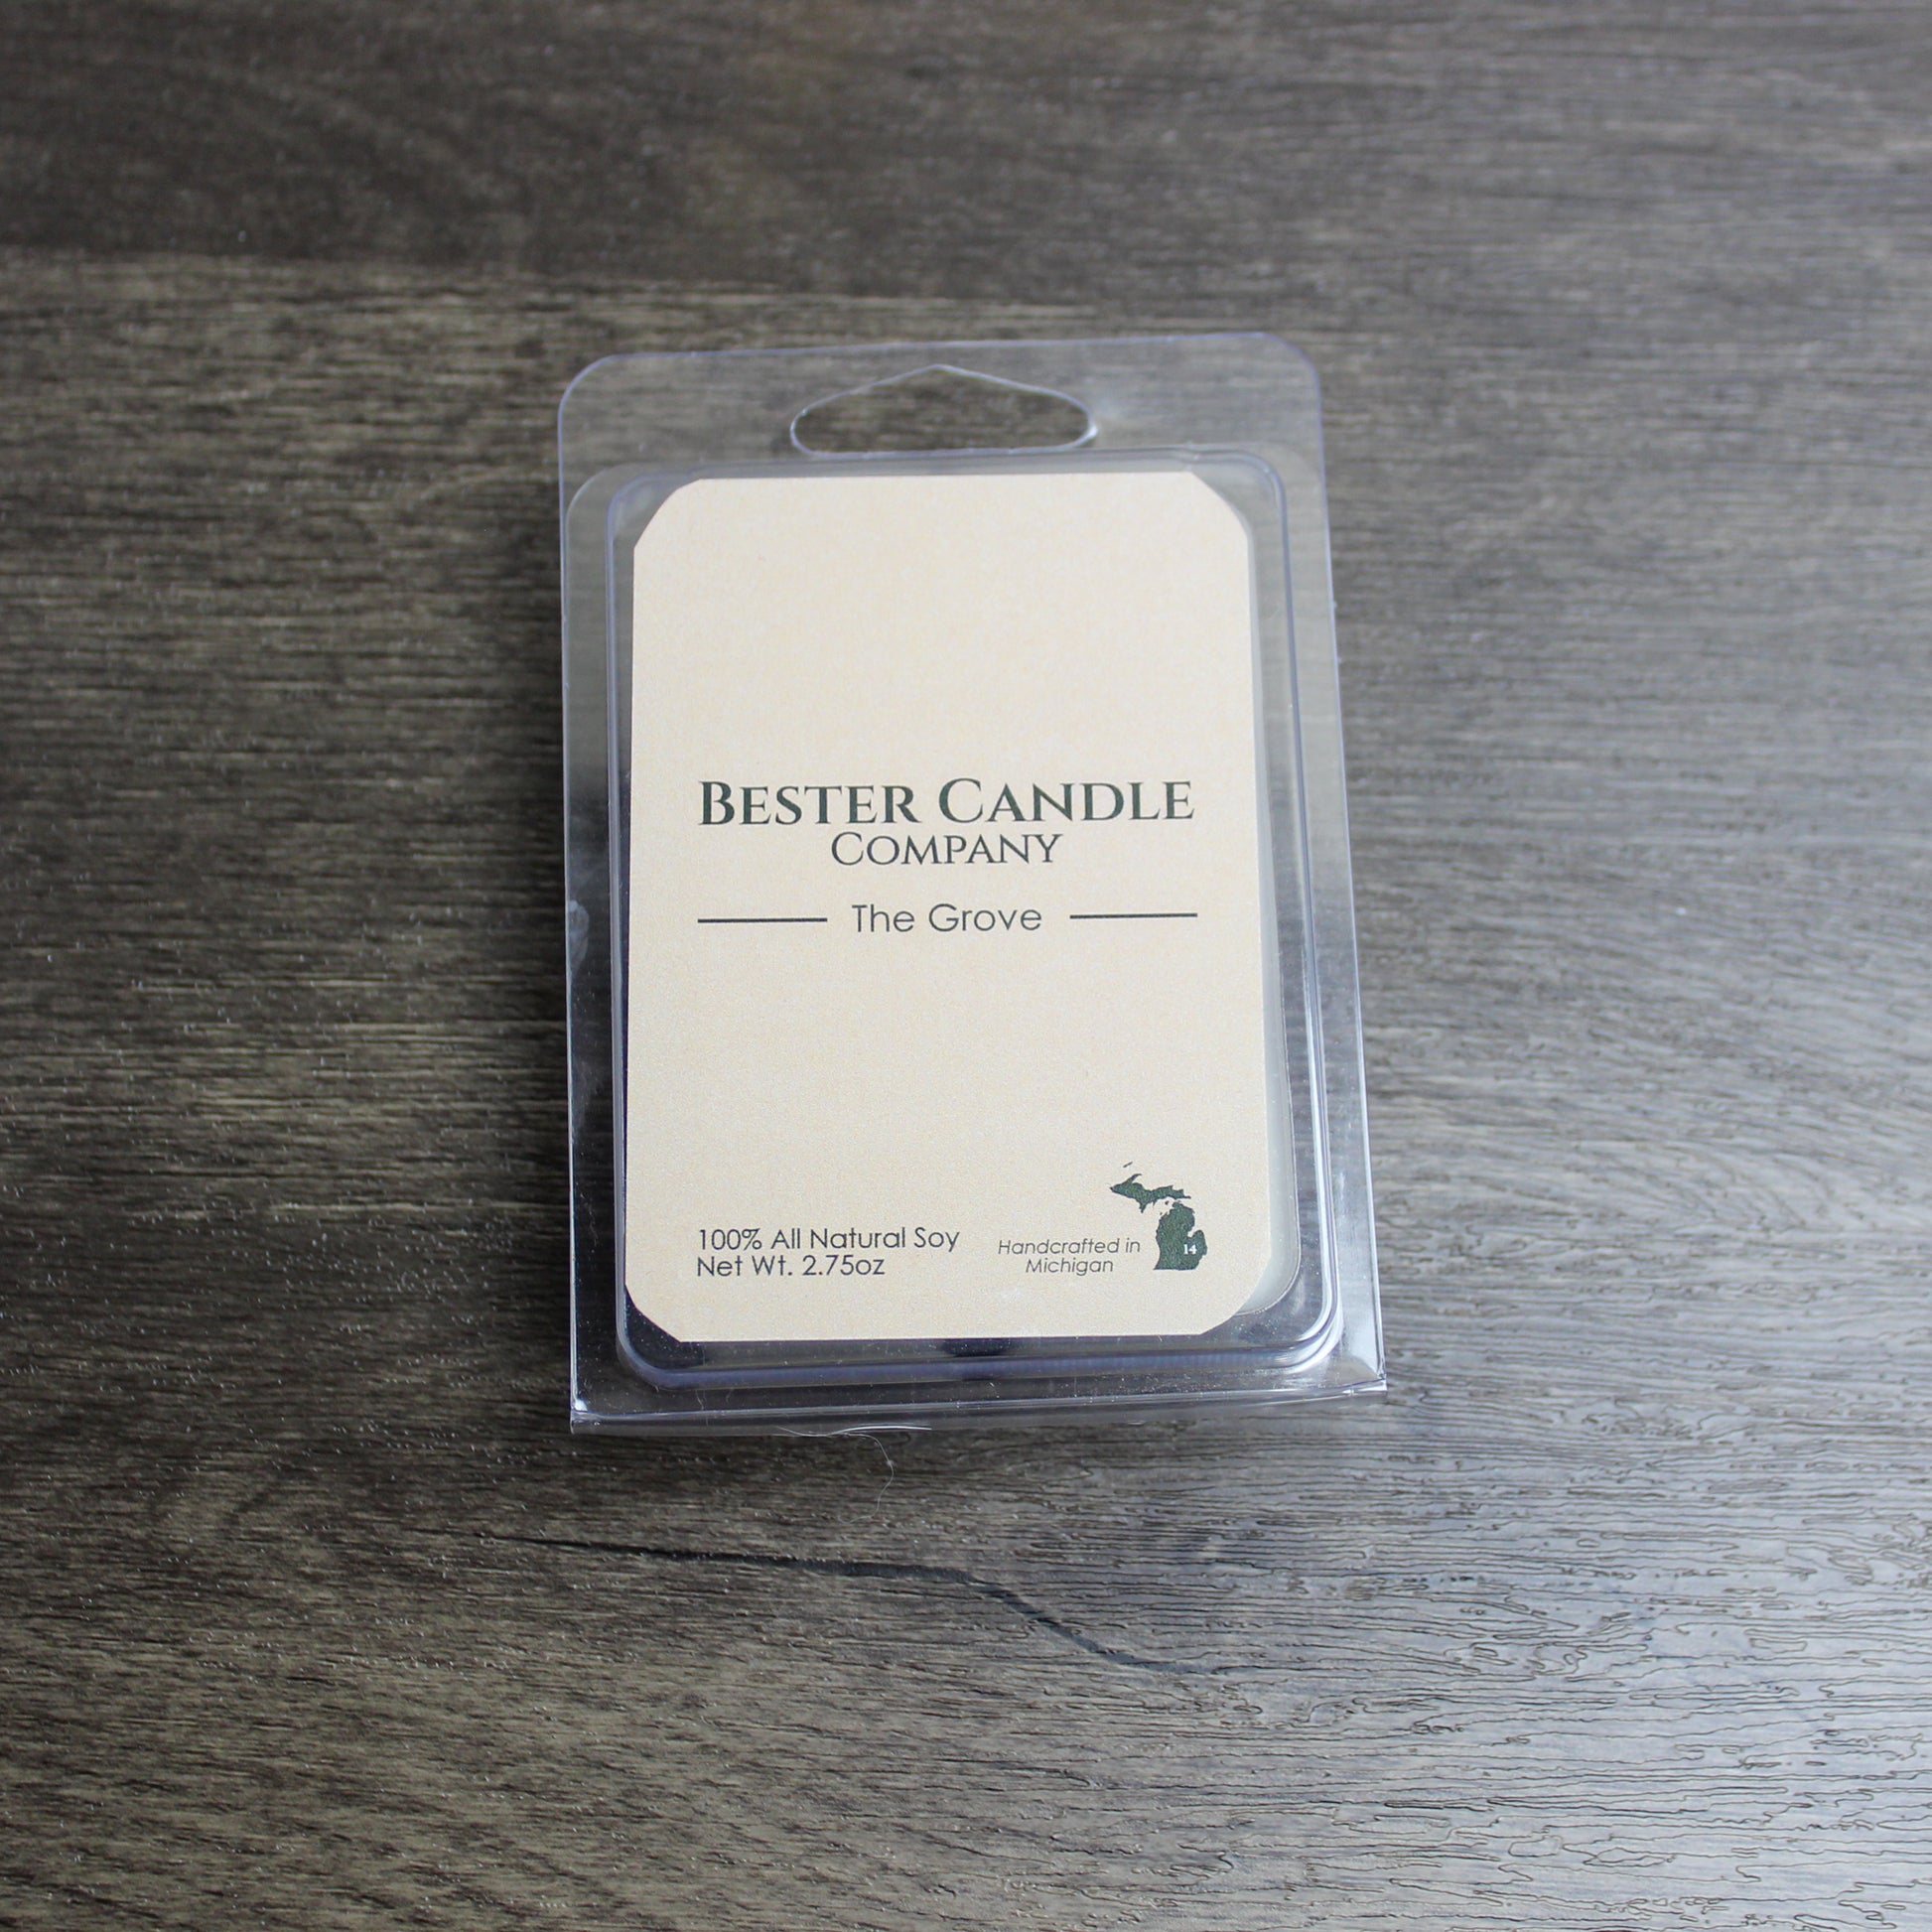 BESTER CANDLE
COMPANY
The Grove
100% All Natural Soy
Net Wt. 2.75oz
Handcrafted in
Michigan
14